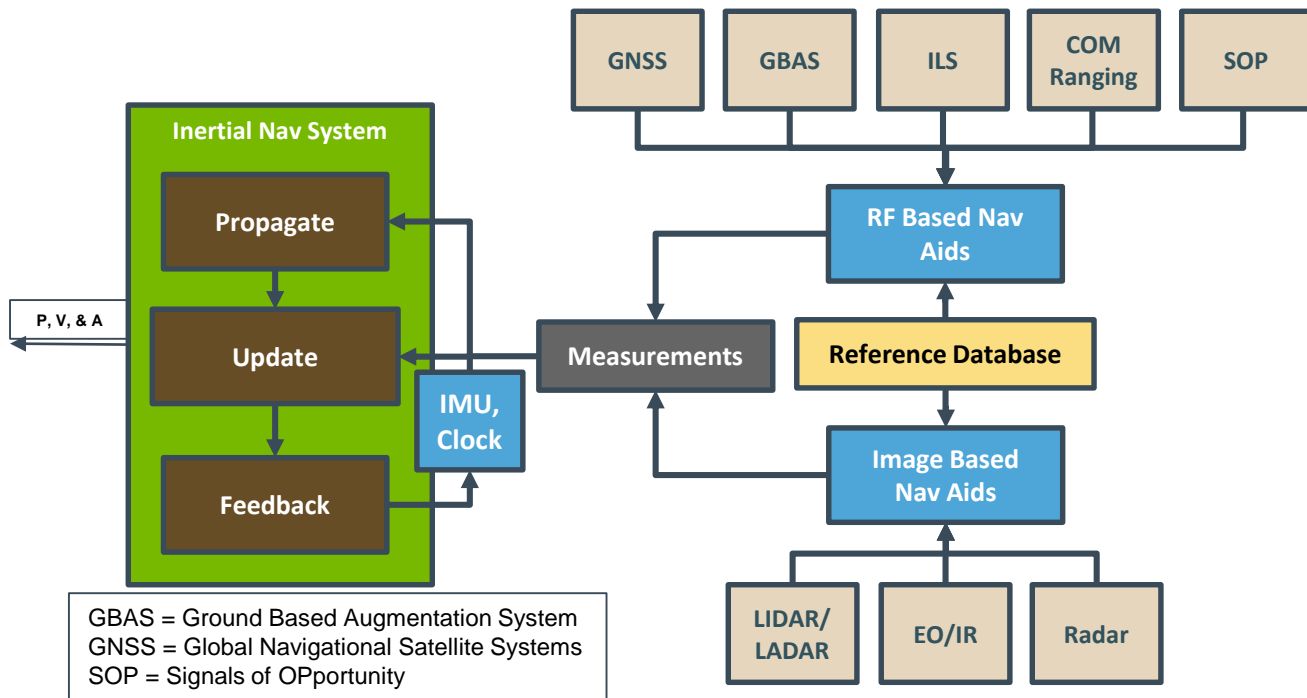 GNSS
GBAS
ILS
COM
Ranging
SOP
Inertial Nav System
Propagate
RF Based Nav
Aids
P, V, & A
Update
Measurements
Reference Database
IMU,
Clock
Feedback
Image Based
Nav Aids
LIDAR/
LADAR
EO/IR
Radar
GBAS = Ground Based Augmentation System
GNSS = Global Navigational Satellite Systems
SOP = Signals of OPportunity